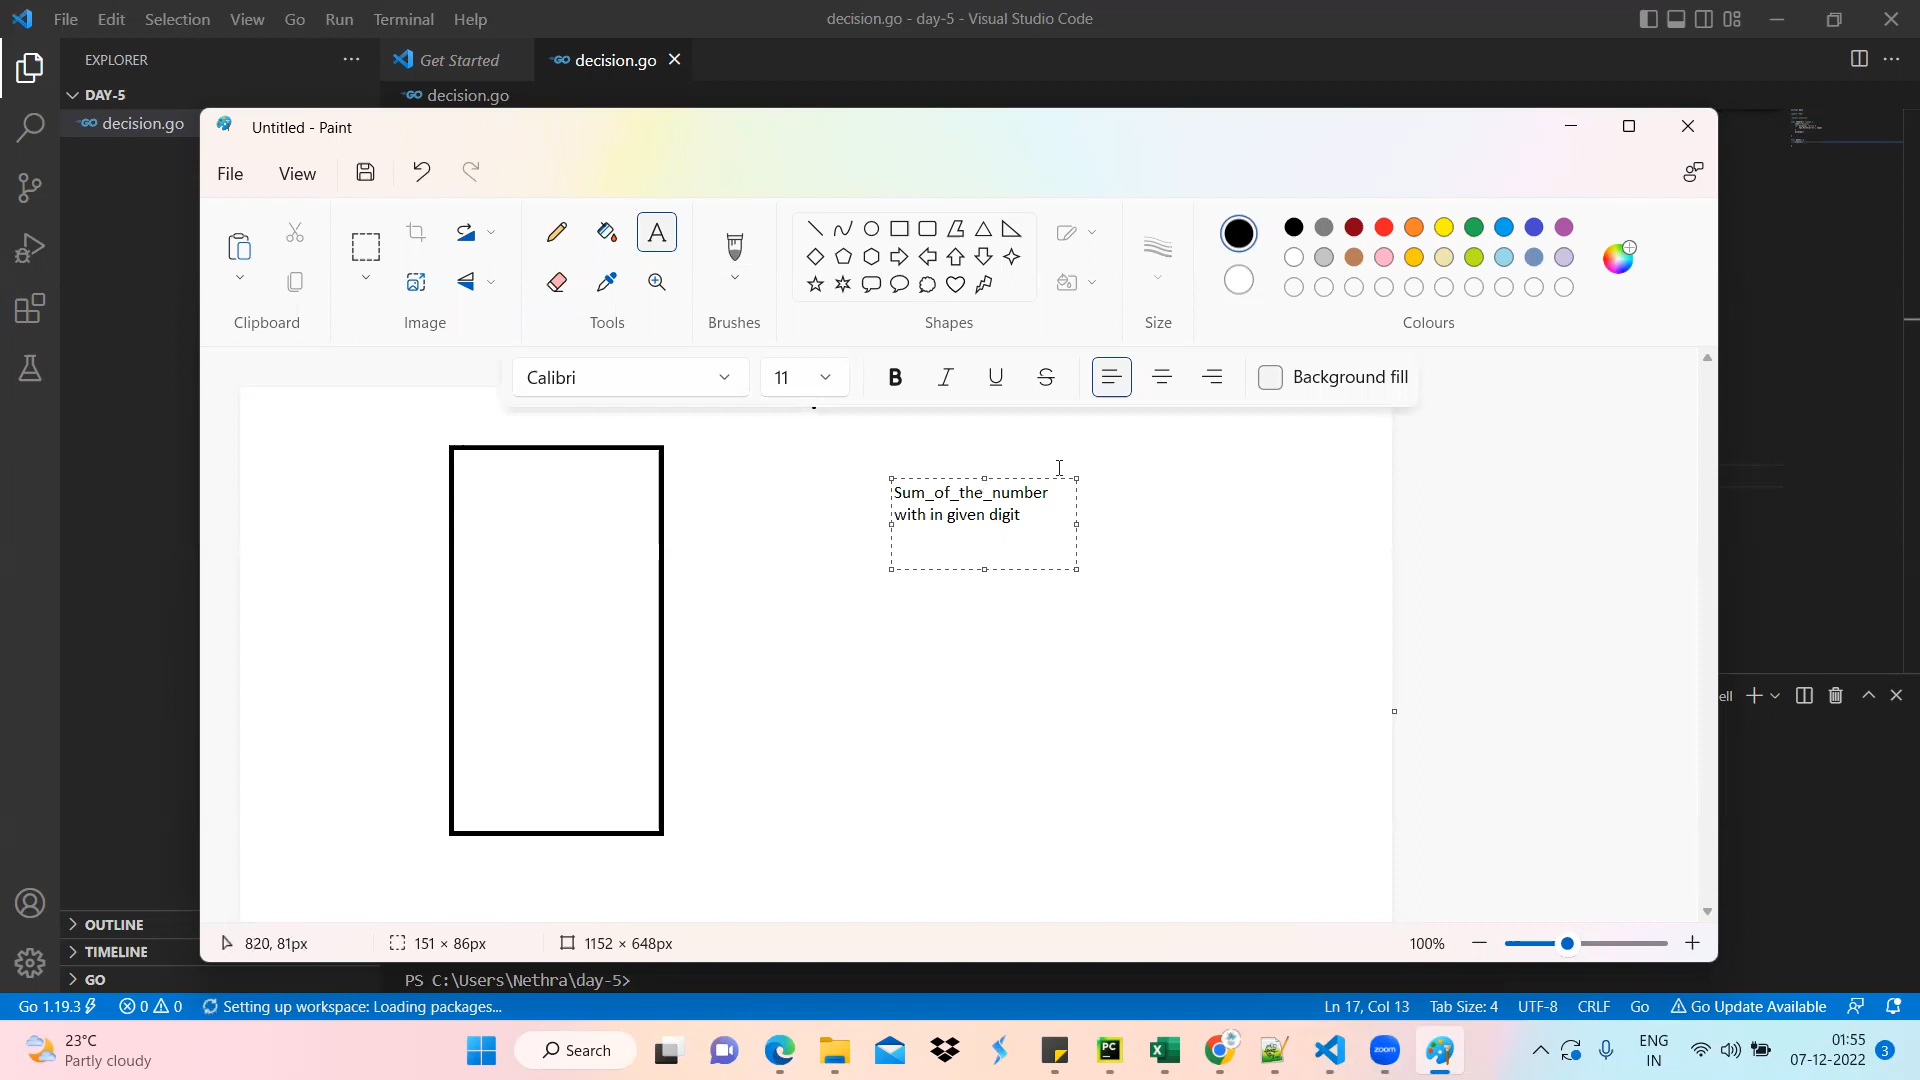 File Edit Selection View Go Run Terminal Help
decision.go - day-5 - Visual Studio Code
EXPLORER
Get Started
decision.go
DAY-5
decision.go
decision.go
Untitled - Paint
File View
Clipboard
Image
Tools
Brushes
Shapes
Size
Colours
Calibri
11
B I U S
Background fill
Sum_of_the_number
with in given digit
ell
820, 81px
151 × 86px
1152 × 648px
100%
OUTLINE
TIMELINE
GO
PS C:\Users\Nethra\day-5>
Go 1.19.3
0 0
Setting up workspace: Loading packages...
Ln 17, Col 13
Tab Size: 4
UTF-8
CRLF
Go
Go Update Available
23°C
Partly cloudy
Search
PC
zoom
ENG
IN
01:55
07-12-2022
3